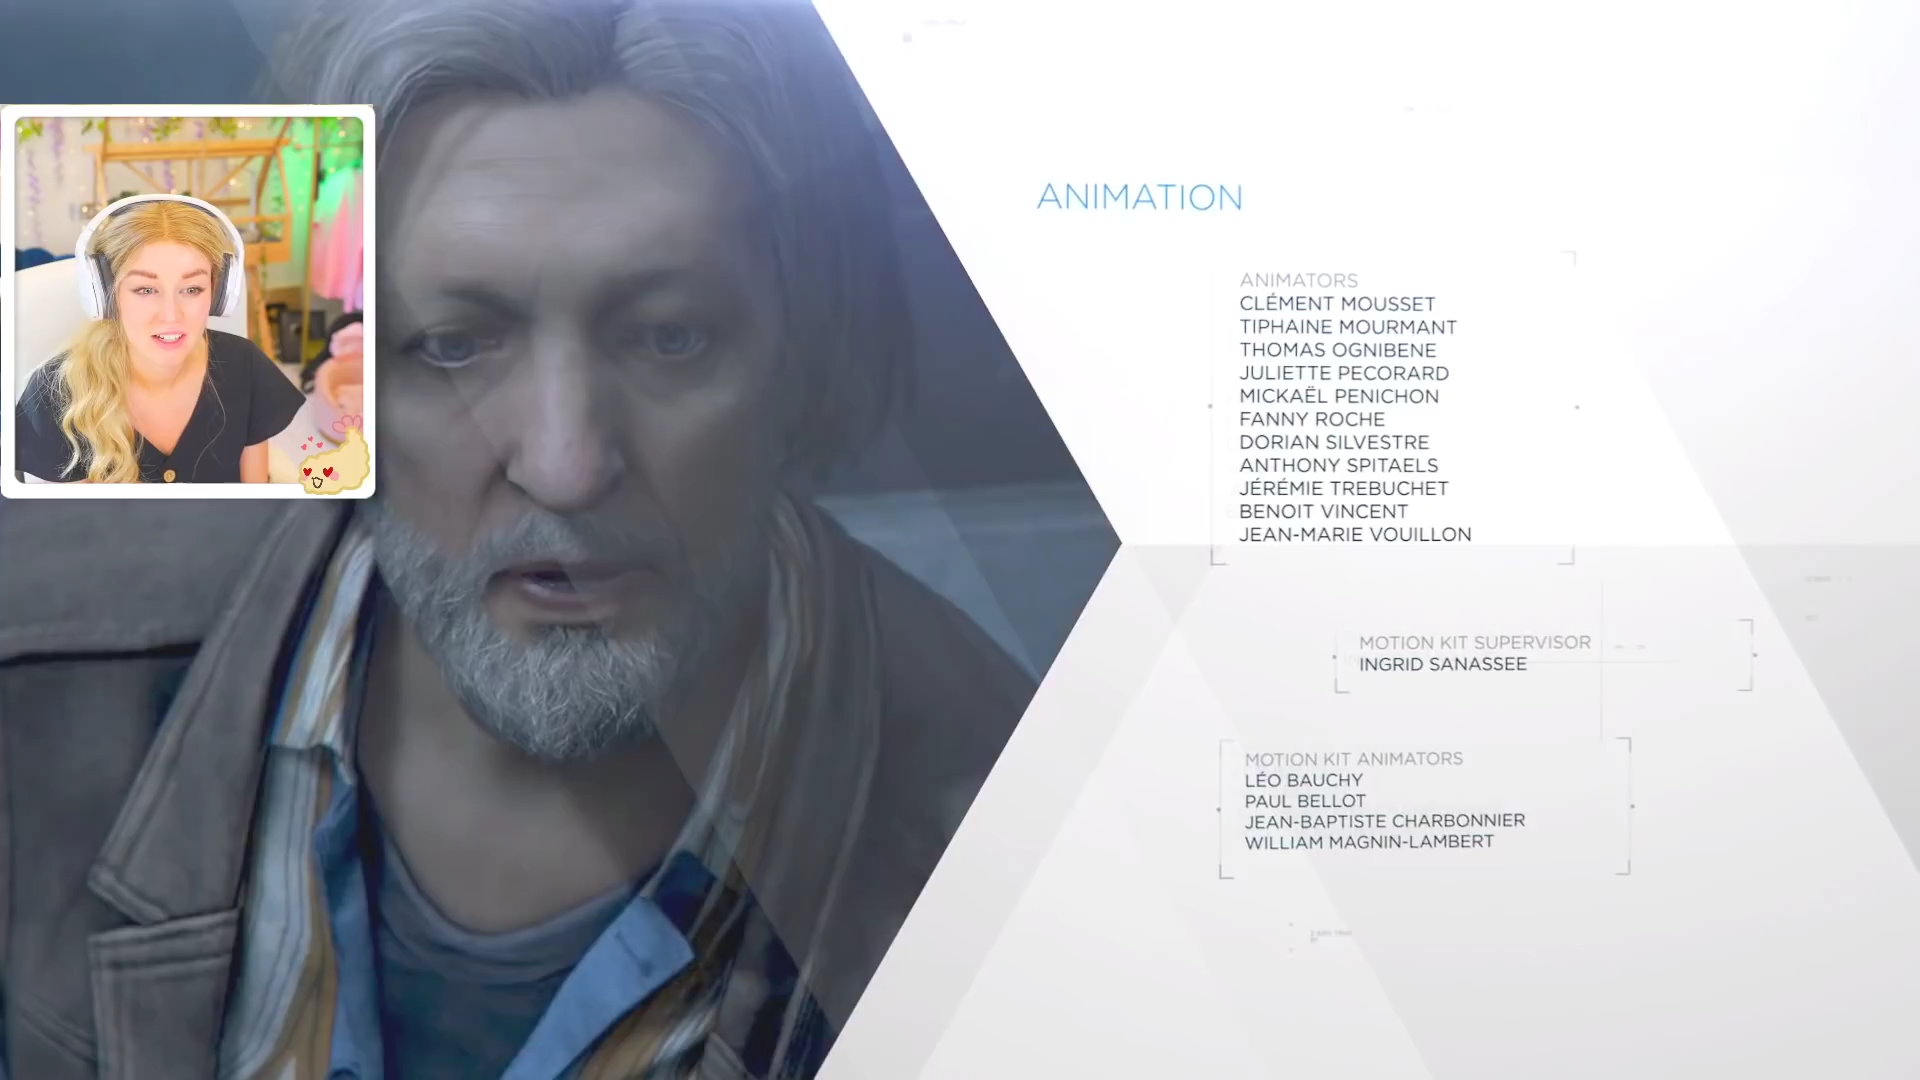 ANIMATION
ANIMATORS
CLÉMENT MOUSSET
TIPHAINE MOURMANT
THOMAS OGNIBENE
JULIETTE PECORARD
MICKAËL PENICHON
FANNY ROCHE
DORIAN SILVESTRE
ANTHONY SPITAELS
JÉRÉMIE TREBUCHET
BENOIT VINCENT
JEAN-MARIE VOUILLON
MOTION KIT SUPERVISOR
INGRID SANASSEE
MOTION KIT ANIMATORS
LÉO BAUCHY
PAUL BELLOT
JEAN-BAPTISTE CHARBONNIER
WILLIAM MAGNIN-LAMBERT